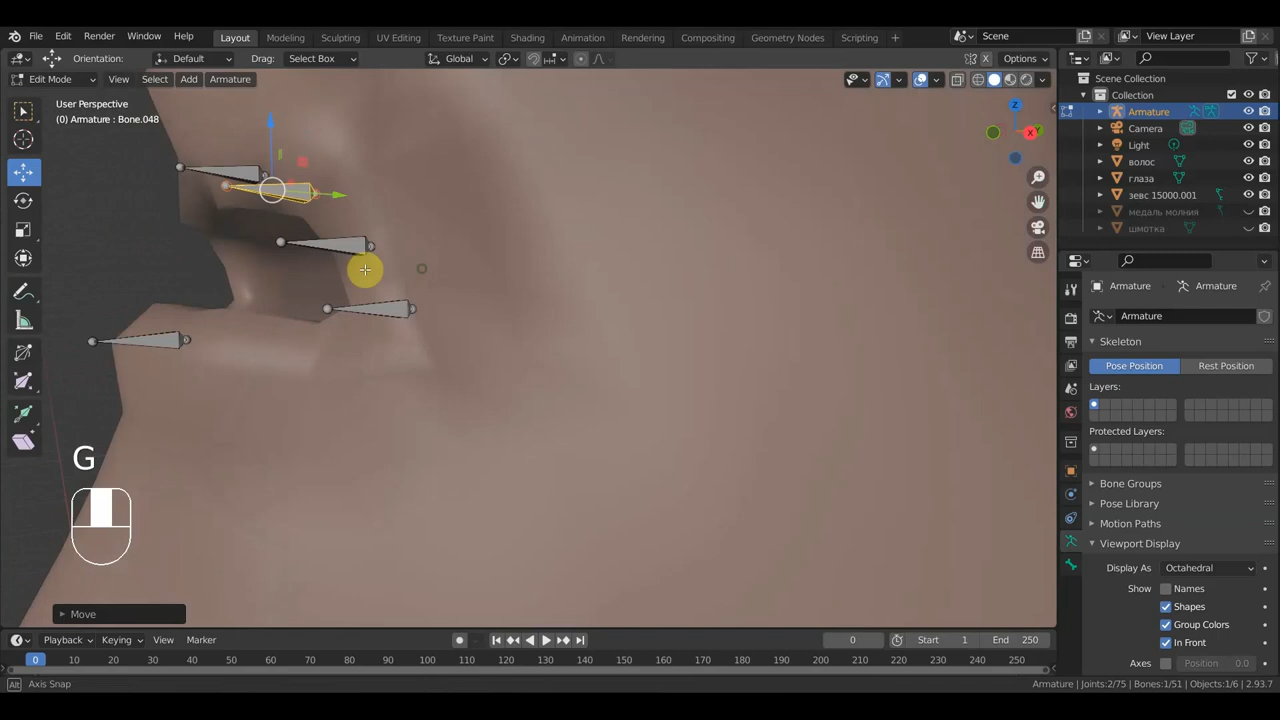 File Edit Render Window Help Layout Modeling Sculpting UV Editing Texture Paint Shading Animation Rendering Compositing Geometry Nodes Scripting + Scene View Layer
Orientation: Default Drag: Select Box Global Options
Edit Mode View Select Add Armature
User Perspective
(0) Armature : Bone.048
Z
X
Y
G
Move
Scene Collection
Collection
Armature
Camera
Light
волос
глаза
зевс 15000.001
медаль молния
шмотка
Armature Armature
Armature
Skeleton
Pose Position Rest Position
Layers:
Protected Layers:
Bone Groups
Pose Library
Motion Paths
Viewport Display
Display As Octahedral
Show Names
Shapes
Group Colors
In Front
Axes Position 0.0
Playback Keying View Marker 0 Start 1 End 250
0 10 20 30 40 50 60 70 80 90 100 110 120 130 140 150 160 170 180 190 200 210 220 230 240 250
Alt Axis Snap Armature | Joints:2/75 | Bones:1/51 | Objects:1/6 | 2.93.7